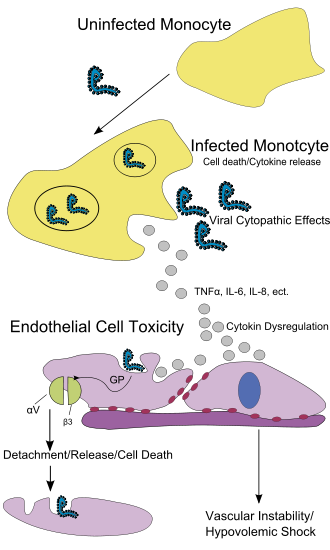 Uninfected Monocyte
Infected Monotcyte
Cell death/Cytokine release
Viral Cytopathic Effects
TNFα, IL-6, IL-8, ect.
Endothelial Cell Toxicity
Cytokin Dysregulation
GP
αV
β3
Detachment/Release/Cell Death
Vascular Instability/
Hypovolemic Shock